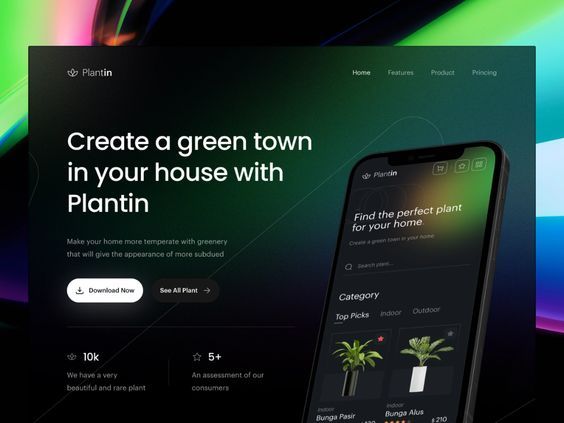 Plantin
Home
Features
Product
Princing
Create a green town
in your house with
Plantin
Make your home more temperate with greenery
that will give the appearance of more subdued
Download Now
See All Plant
10k
We have a very
beautiful and rare plant
5+
An assessment of our
consumers
Plantin
Find the perfect plant
for your home
Create a green town in your home
Search plant...
Category
Top Picks
Indoor
Outdoor
Indoor
Bunga Pasir
Indoor
Bunga Alus
$ 210